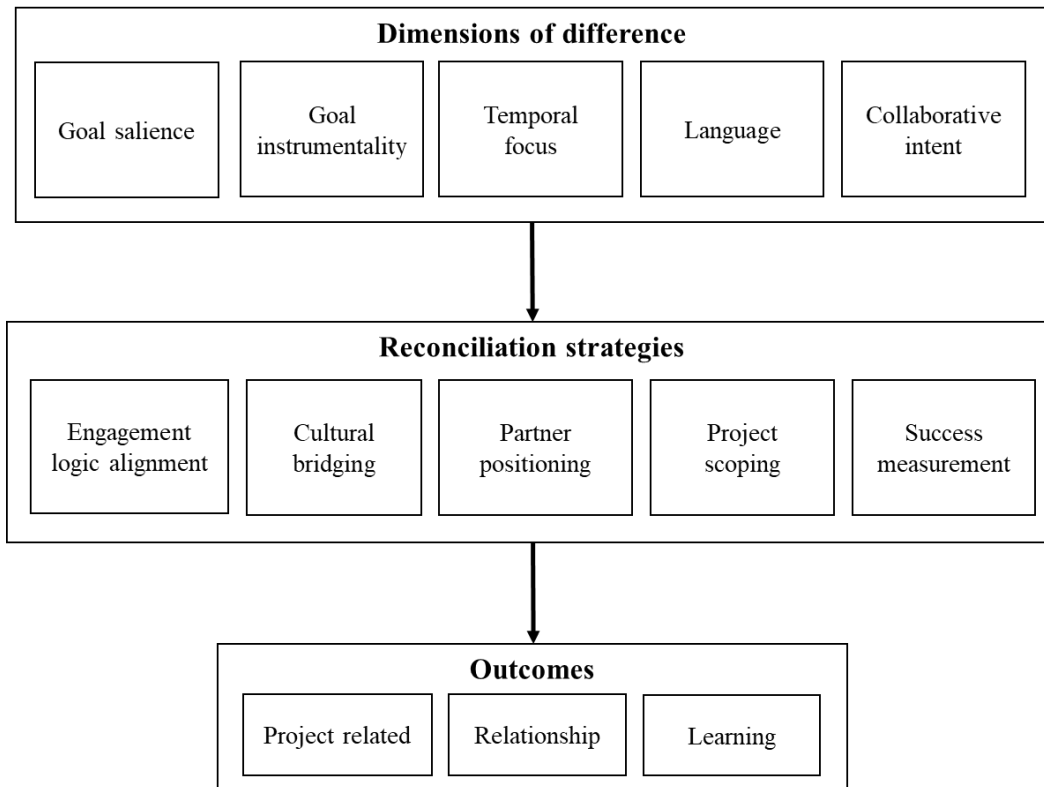 Dimensions of difference
Goal salience
Goal
instrumentality
Temporal
focus
Language
Collaborative
intent
Reconciliation strategies
Engagement
logic alignment
Cultural
bridging
Partner
positioning
Project
scoping
Success
measurement
Outcomes
Project related
Relationship
Learning